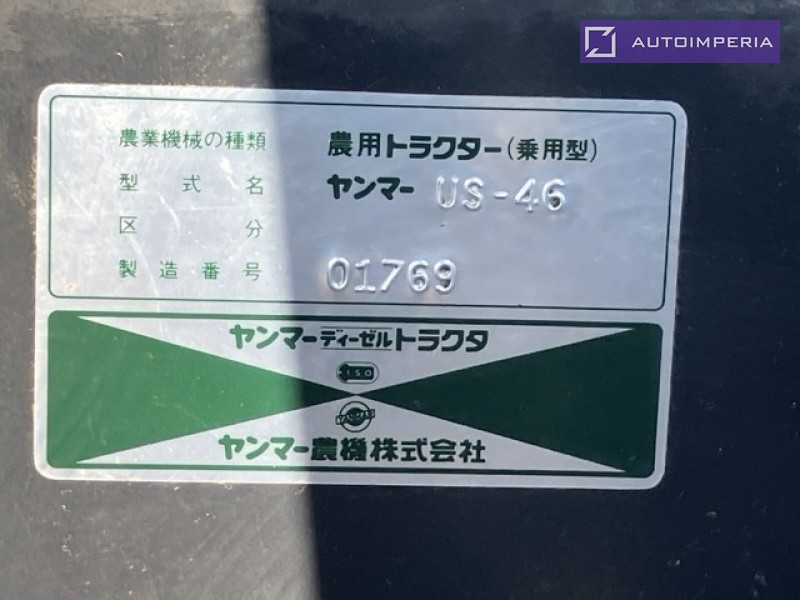 AUTOIMPERIA
農業機械の種類 農用トラクター(乗用型)
型式名 ヤンマー US-46
区分
製造番号 01769
ヤンマーディーゼルトラクタ
ISO
YANMAR
ヤンマー農機株式会社